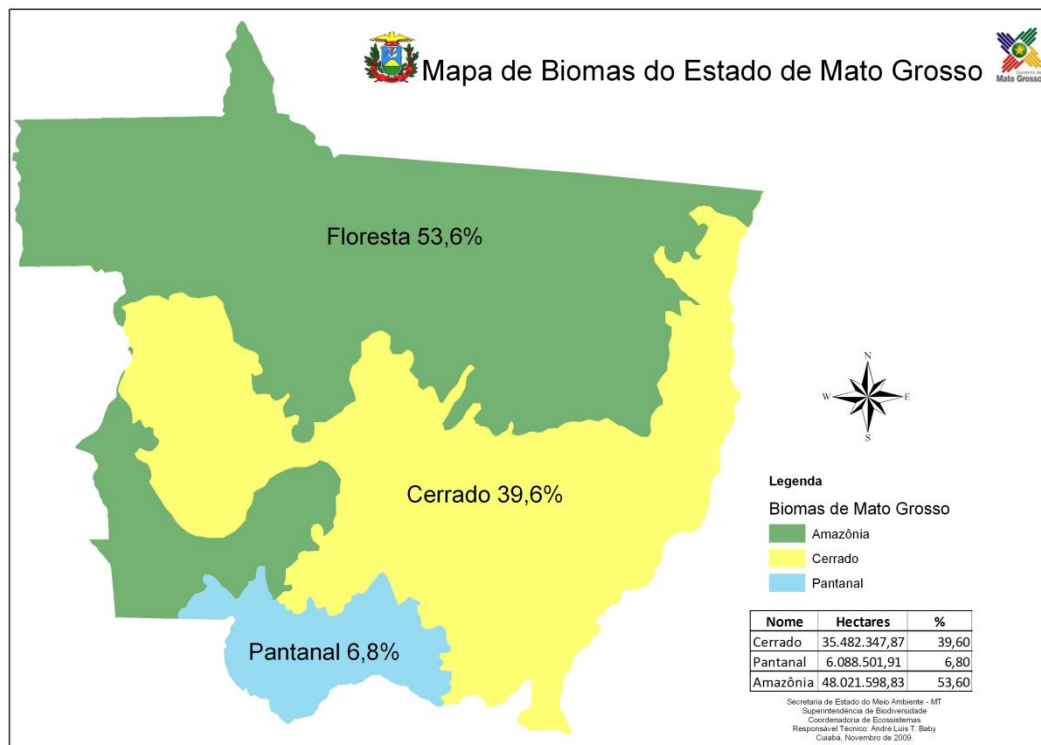 Mapa de Biomas do Estado de Mato Grosso
Governo de
Mato Grosso
Floresta 53,6%
Cerrado 39,6%
Pantanal 6,8%
N
W E
S
Legenda
Biomas de Mato Grosso
Amazônia
Cerrado
Pantanal
Nome Hectares %
Cerrado 35.482.347,87 39,60
Pantanal 6.088.501,91 6,80
Amazônia 48.021.598,83 53,60
Secretaria de Estado do Meio Ambiente - MT
Superintendência de Biodiversidade
Coordenadoria de Ecossistemas
Responsável Técnico: André Luis T. Baby
Cuiabá, Novembro de 2009.